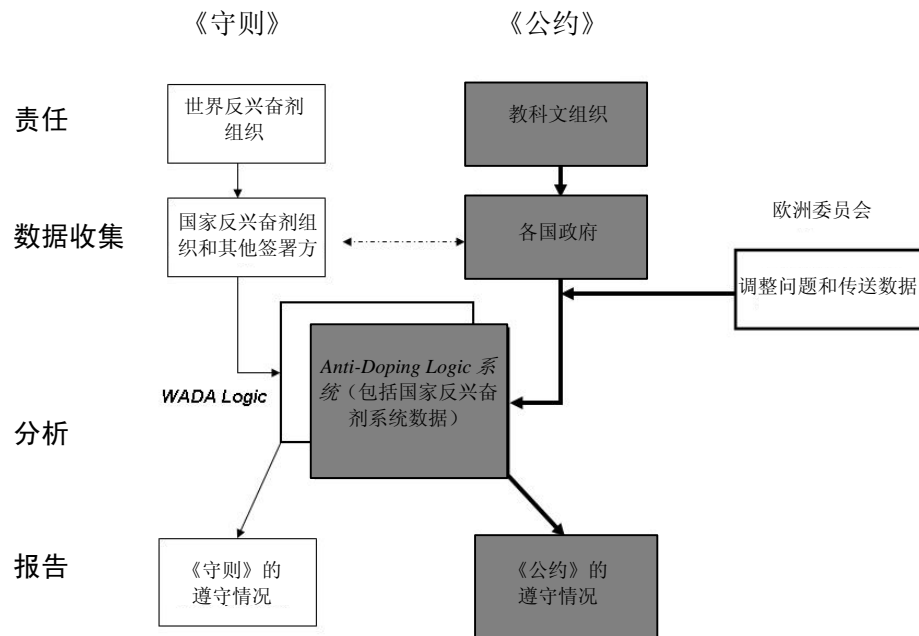 《守则》
《公约》
责任
世界反兴奋剂
组织
教科文组织
数据收集
国家反兴奋剂组
织和其他签署方
各国政府
欧洲委员会
调整问题和传送数据
WADA Logic
Anti-Doping Logic 系
统（包括国家反兴奋
剂系统数据）
分析
报告
《守则》的
遵守情况
《公约》的
遵守情况